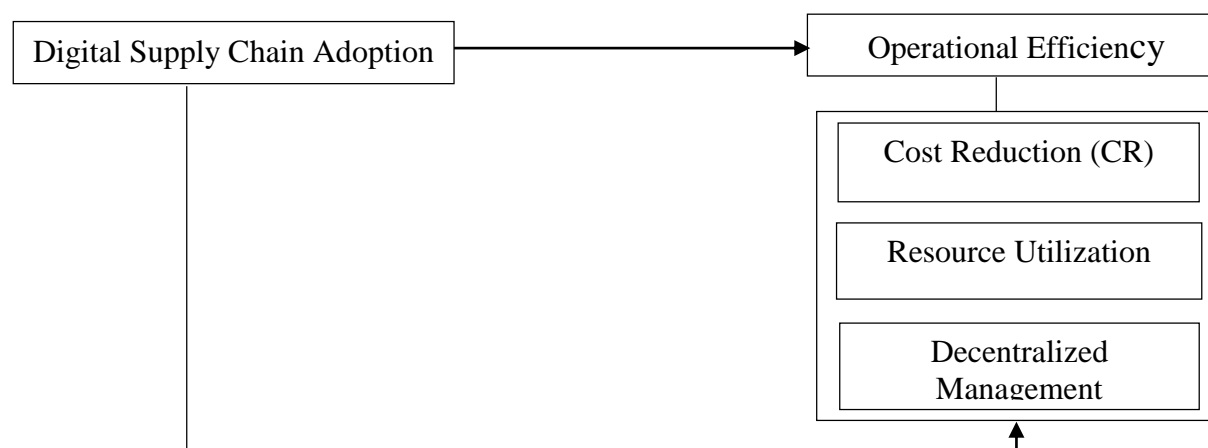 Digital Supply Chain Adoption
Operational Efficiency
Cost Reduction (CR)
Resource Utilization
Decentralized
Management